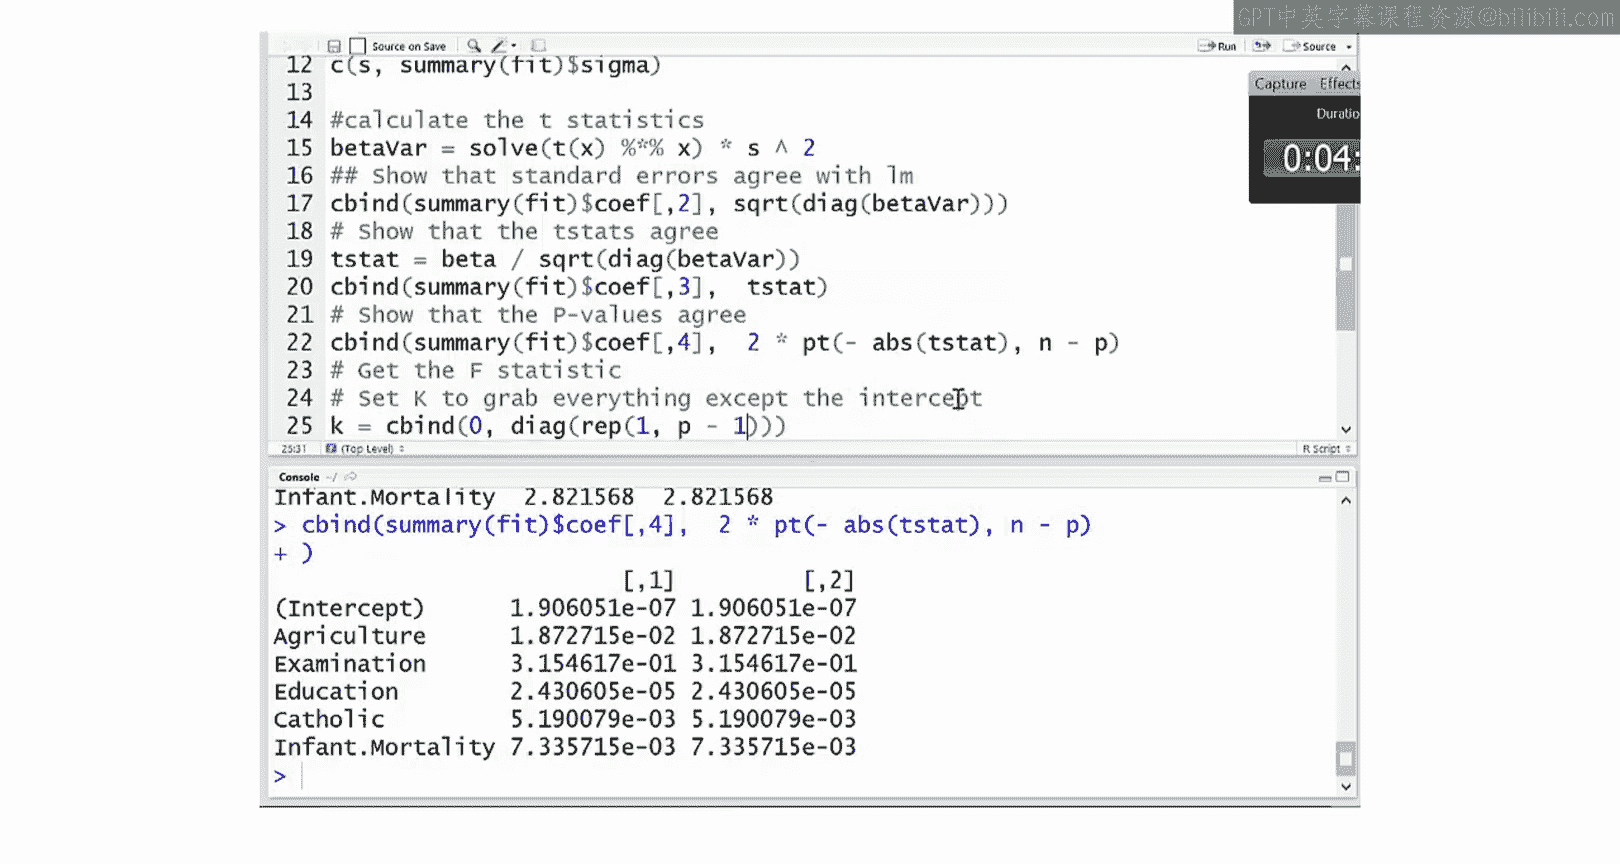 GPT中英字幕课程资源@bilibili.com
Source on Save
Run
Source
12 c(s, summary(fit)$sigma)
13
14 #calculate the t statistics
15 betaVar = solve(t(x) %*% x) * s ^ 2
16 ## Show that standard errors agree with lm
17 cbind(summary(fit)$coef[,2], sqrt(diag(betaVar)))
18 # Show that the tstats agree
19 tstat = beta / sqrt(diag(betaVar))
20 cbind(summary(fit)$coef[,3],  tstat)
21 # Show that the P-values agree
22 cbind(summary(fit)$coef[,4],  2 * pt(- abs(tstat), n - p)
23 # Get the F statistic
24 # Set K to grab everything except the intercept
25 k = cbind(0, diag(rep(1, p - 1)))
Capture Effects
Duratio
0:04:
25:31 (Top Level) R Script
Console ~/
Infant.Mortality 2.821568 2.821568
> cbind(summary(fit)$coef[,4],  2 * pt(- abs(tstat), n - p)
+ )
[,1] [,2]
(Intercept) 1.906051e-07 1.906051e-07
Agriculture 1.872715e-02 1.872715e-02
Examination 3.154617e-01 3.154617e-01
Education 2.430605e-05 2.430605e-05
Catholic 5.190079e-03 5.190079e-03
Infant.Mortality 7.335715e-03 7.335715e-03
>